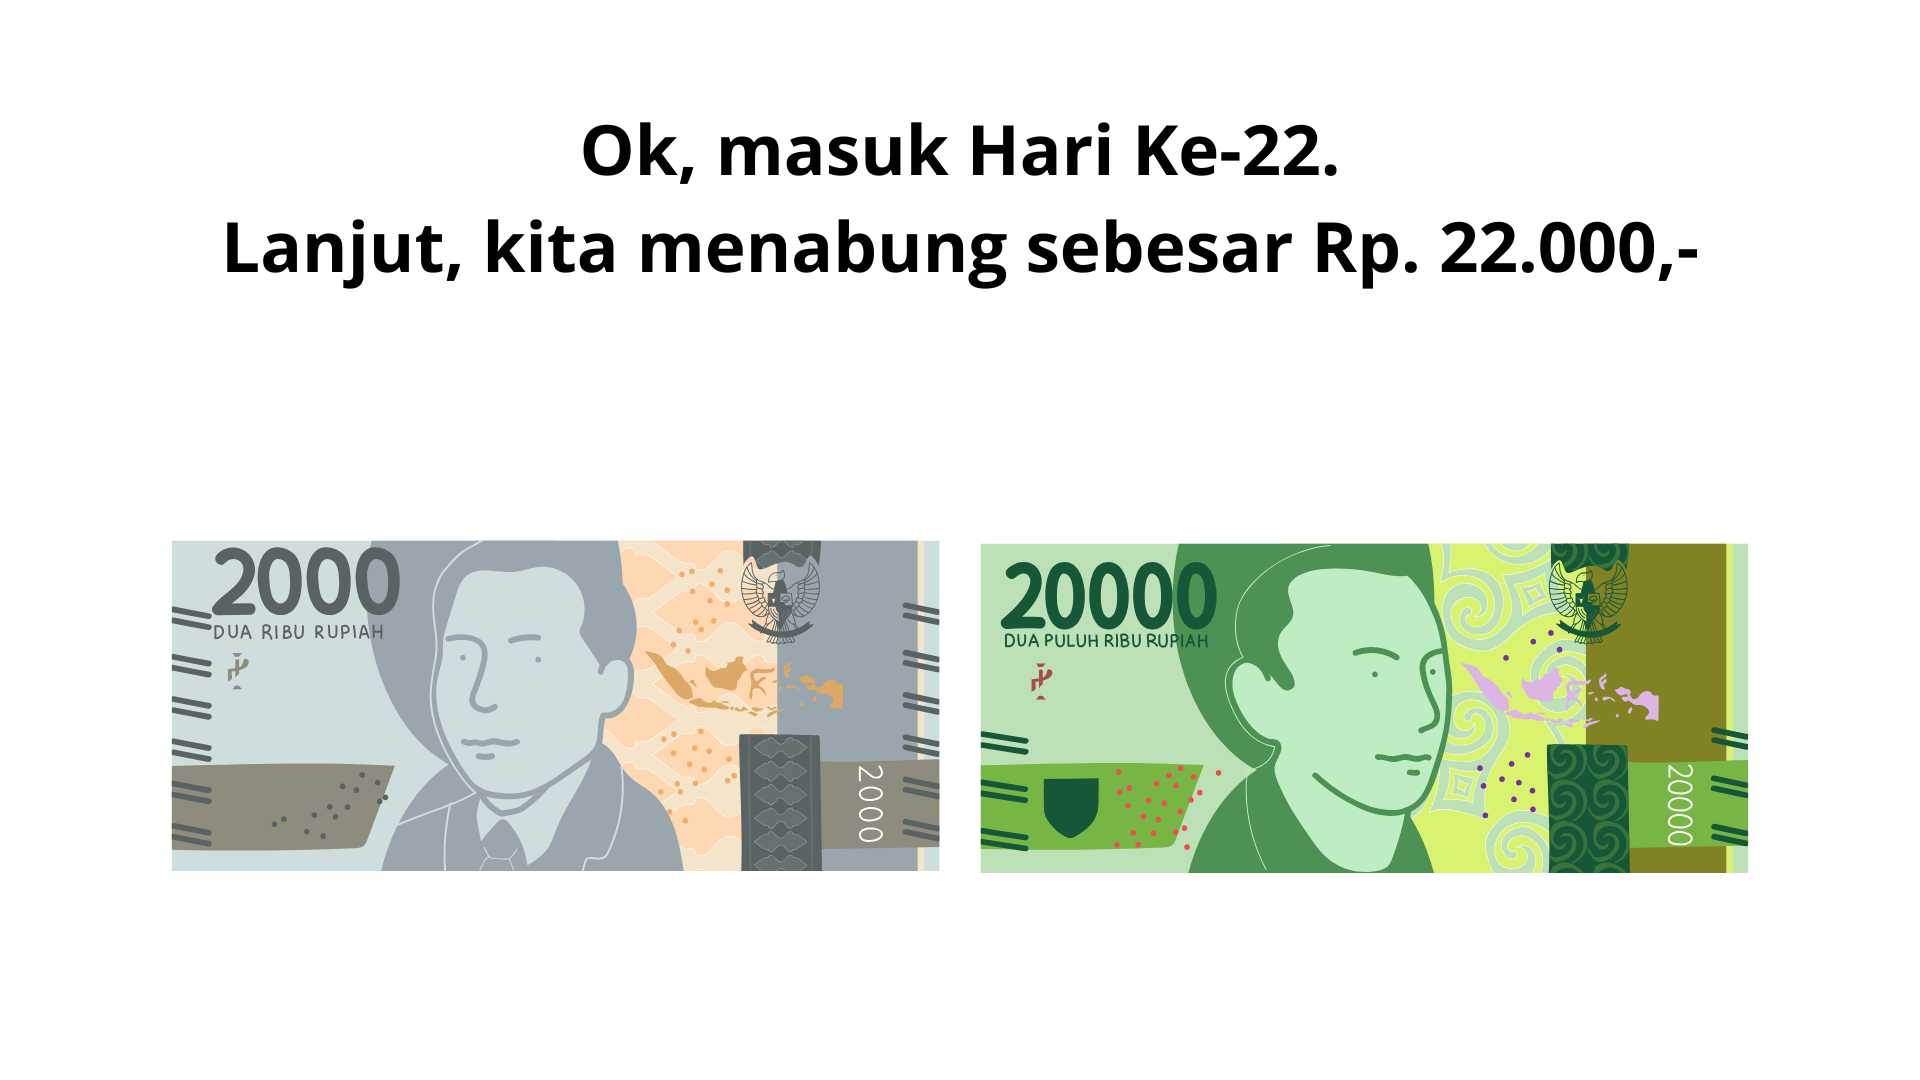 Ok, masuk Hari Ke-22.
Lanjut, kita menabung sebesar Rp. 22.000,-
2000
DUA RIBU RUPIAH
2000
20000
DUA PULUH RIBU RUPIAH
20000